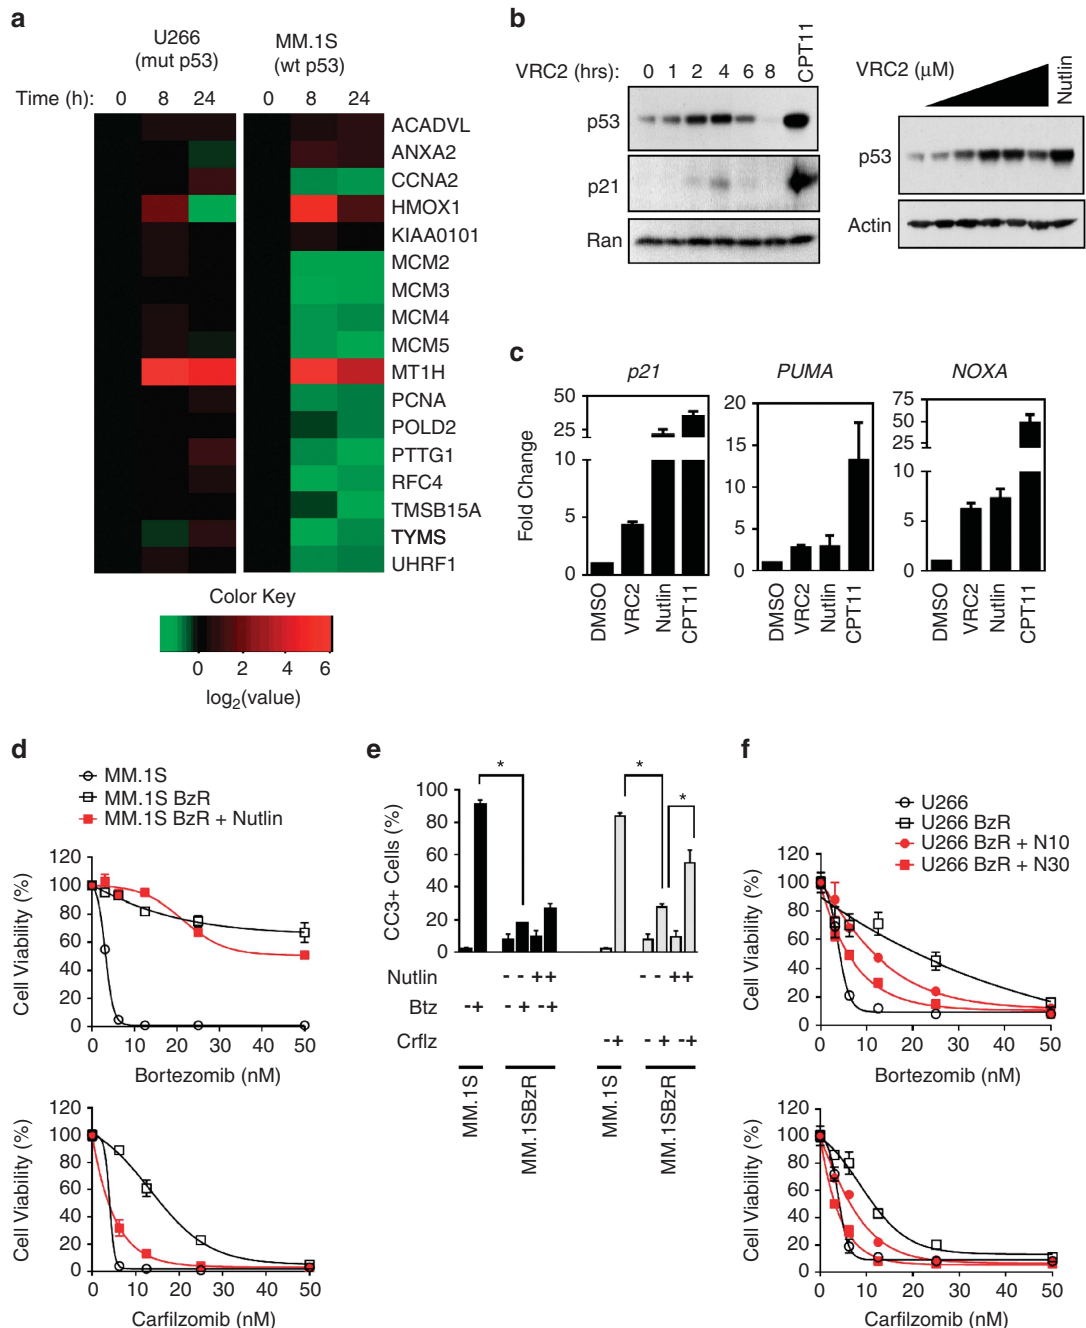 a
U266
(mut p53)
MM.1S
(wt p53)
Time (h): 0 8 24 0 8 24
ACADVL
ANXA2
CCNA2
HMOX1
KIAA0101
MCM2
MCM3
MCM4
MCM5
MT1H
PCNA
POLD2
PTTG1
RFC4
TMSB15A
TYMS
UHRF1
Color Key
0 2 4 6
log2(value)
b
VRC2 (hrs): 0 1 2 4 6 8 CPT11
p53
p21
Ran
VRC2 (µM) Nutlin
p53
Actin
c
p21
Fold Change
50
25
10
5
0
DMSO
VRC2
Nutlin
CPT11
PUMA
20
15
10
5
0
DMSO
VRC2
Nutlin
CPT11
NOXA
75
50
25
10
5
0
DMSO
VRC2
Nutlin
CPT11
d
MM.1S
MM.1S BzR
MM.1S BzR + Nutlin
Cell Viability (%)
120
100
80
60
40
20
0
0 10 20 30 40 50
Bortezomib (nM)
Cell Viability (%)
120
100
80
60
40
20
0
0 10 20 30 40 50
Carfilzomib (nM)
e
CC3+ Cells (%)
100
80
60
40
20
0
* * *
Nutlin - - + + - - + +
Btz - + - + - +
Crflz - + - + - +
MM.1S
MM.1SBzR
MM.1S
MM.1SBzR
f
U266
U266 BzR
U266 BzR + N10
U266 BzR + N30
Cell Viability (%)
120
100
80
60
40
20
0
0 10 20 30 40 50
Bortezomib (nM)
Cell Viability (%)
120
100
80
60
40
20
0
0 10 20 30 40 50
Carfilzomib (nM)